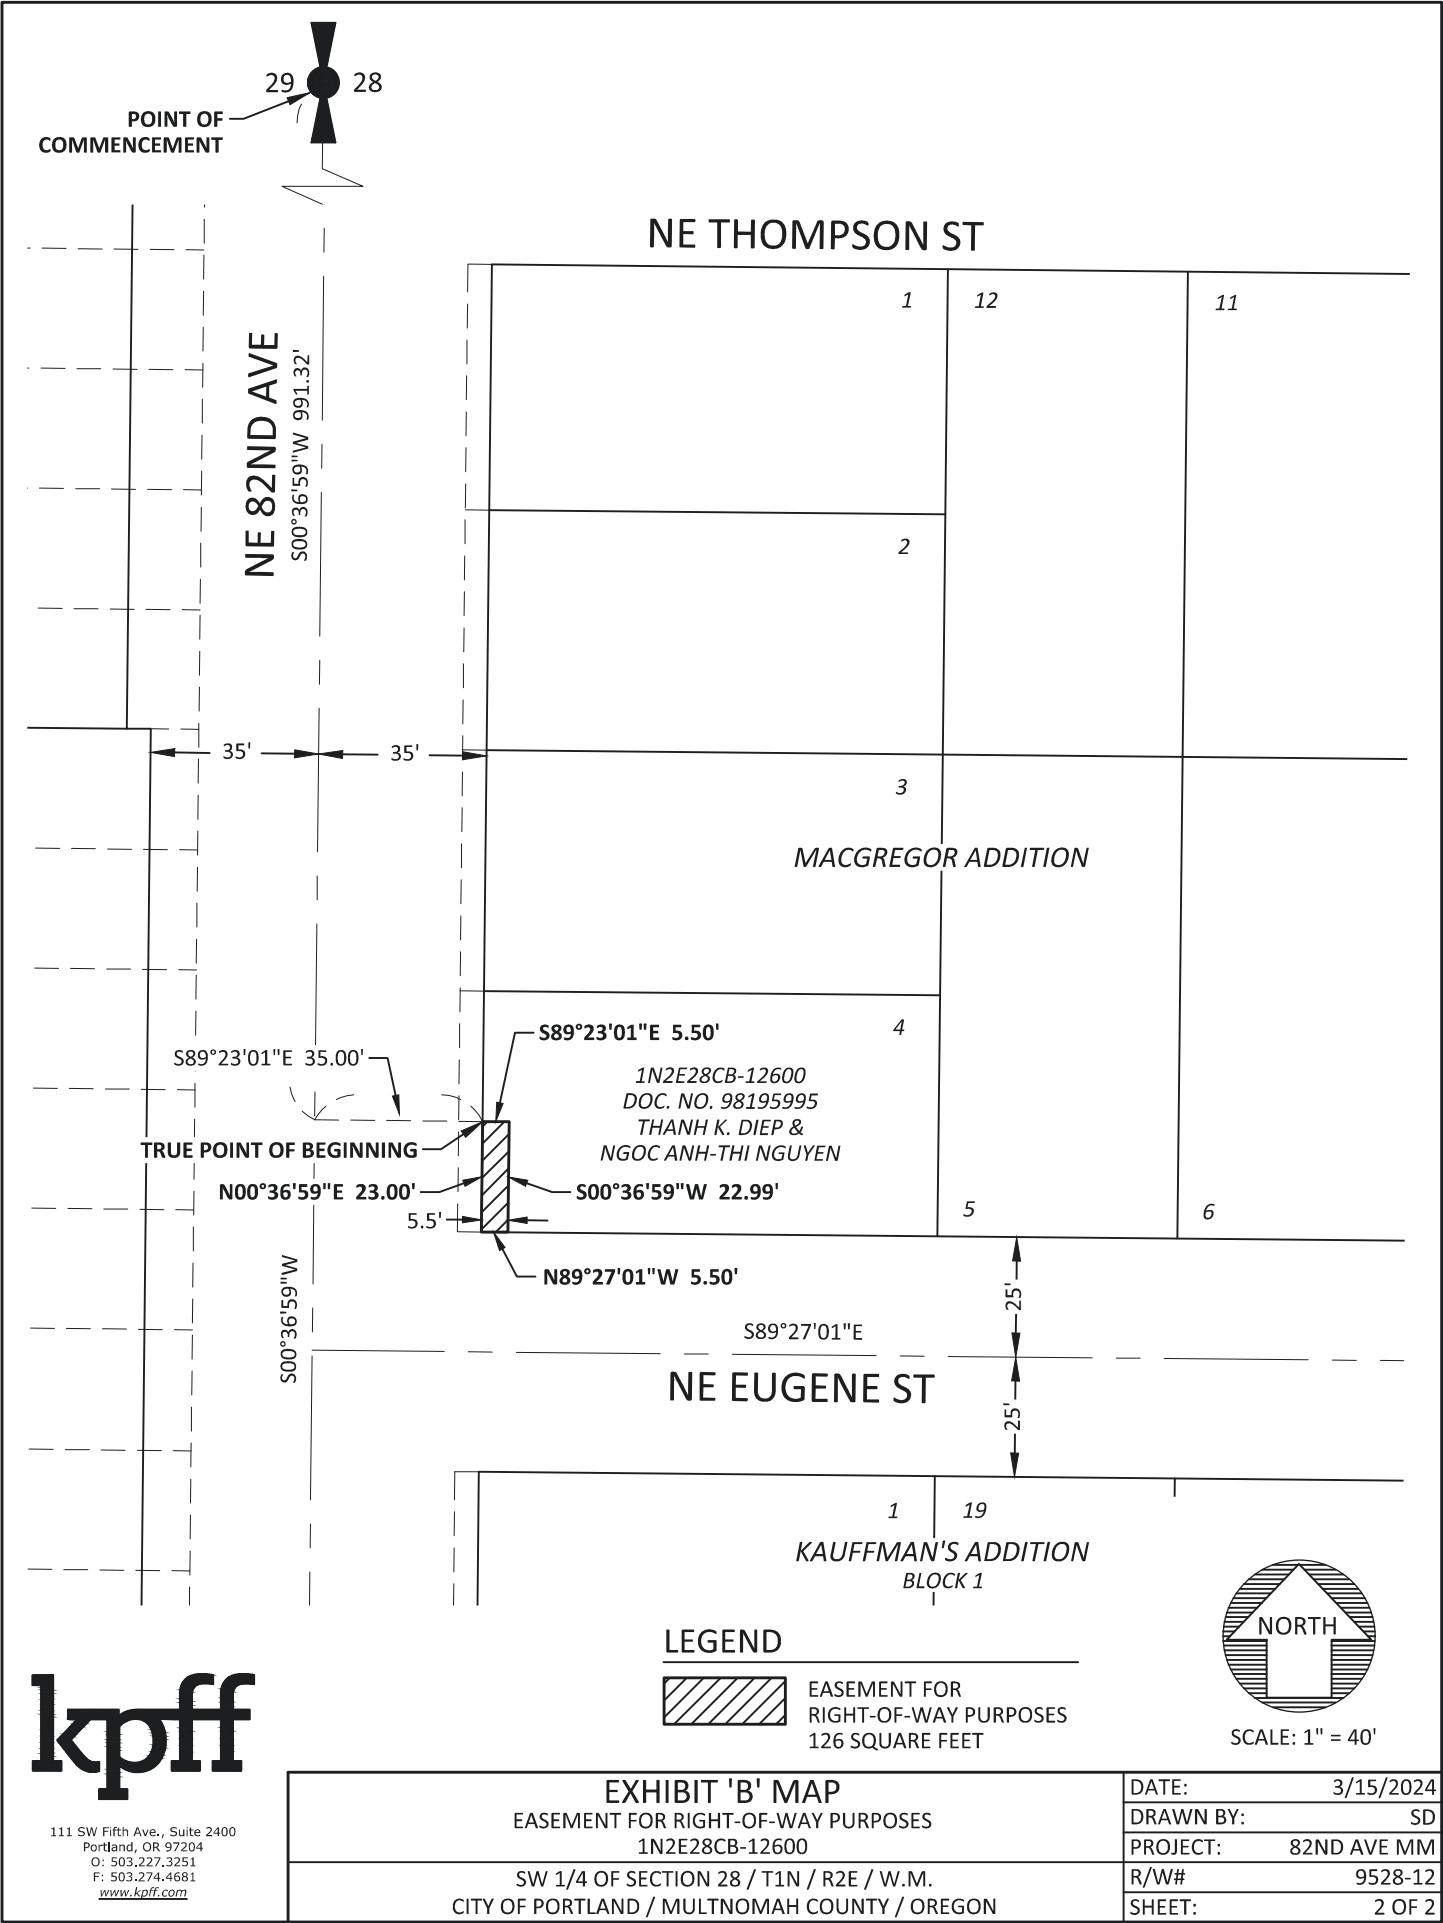 29 28
POINT OF
COMMENCEMENT
NE THOMPSON ST
1 12 11
NE 82ND AVE
S00°36'59"W 991.32'
2
35' 35'
3
MACGREGOR ADDITION
4
S89°23'01"E 5.50'
S89°23'01"E 35.00'
1N2E28CB-12600
DOC. NO. 98195995
THANH K. DIEP &
NGOC ANH-THI NGUYEN
TRUE POINT OF BEGINNING
N00°36'59"E 23.00'
S00°36'59"W 22.99'
5.5'
5 6
N89°27'01"W 5.50'
S00°36'59"W
25'
S89°27'01"E
NE EUGENE ST
25'
1 19
KAUFFMAN'S ADDITION
BLOCK 1
LEGEND
EASEMENT FOR
RIGHT-OF-WAY PURPOSES
126 SQUARE FEET
NORTH
SCALE: 1" = 40'
kpff
111 SW Fifth Ave., Suite 2400
Portland, OR 97204
O: 503.227.3251
F: 503.274.4681
www.kpff.com
EXHIBIT 'B' MAP
EASEMENT FOR RIGHT-OF-WAY PURPOSES
1N2E28CB-12600
SW 1/4 OF SECTION 28 / T1N / R2E / W.M.
CITY OF PORTLAND / MULTNOMAH COUNTY / OREGON
DATE: 3/15/2024
DRAWN BY: SD
PROJECT: 82ND AVE MM
R/W# 9528-12
SHEET: 2 OF 2